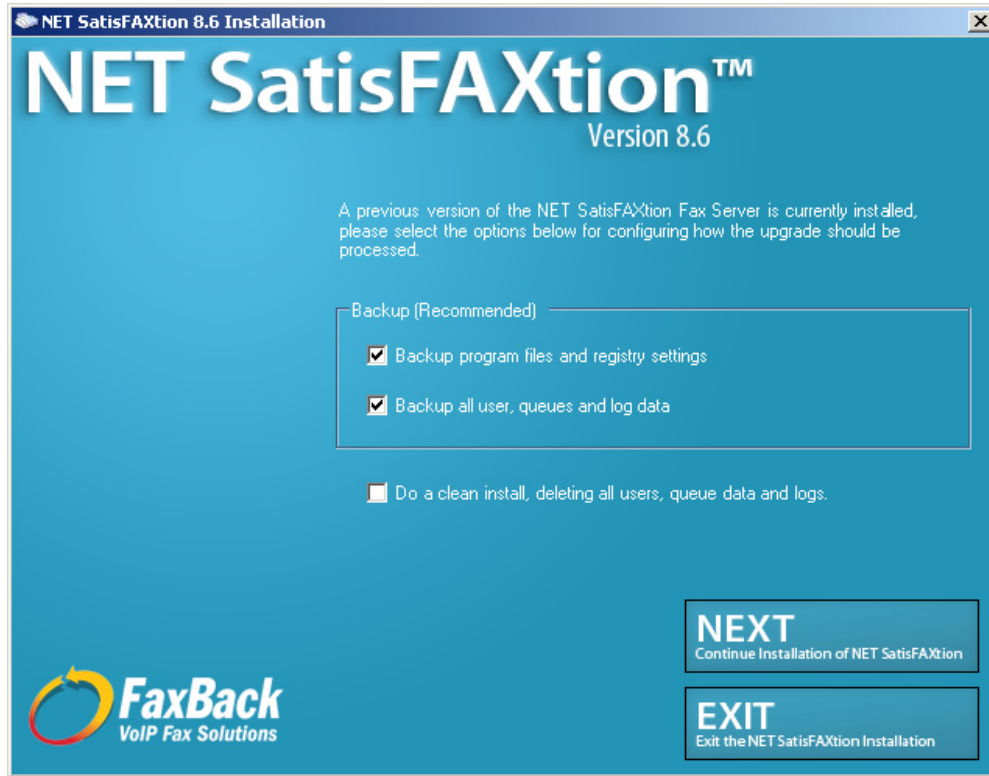 NET SatisFAXtion 8.6 Installation
NET SatisFAXtion™
Version 8.6
A previous version of the NET SatisFAXtion Fax Server is currently installed,
please select the options below for configuring how the upgrade should be
processed.
Backup (Recommended)
Backup program files and registry settings
Backup all user, queues and log data
Do a clean install, deleting all users, queue data and logs.
NEXT
Continue Installation of NET SatisFAXtion
FaxBack
VoIP Fax Solutions
EXIT
Exit the NET SatisFAXtion Installation